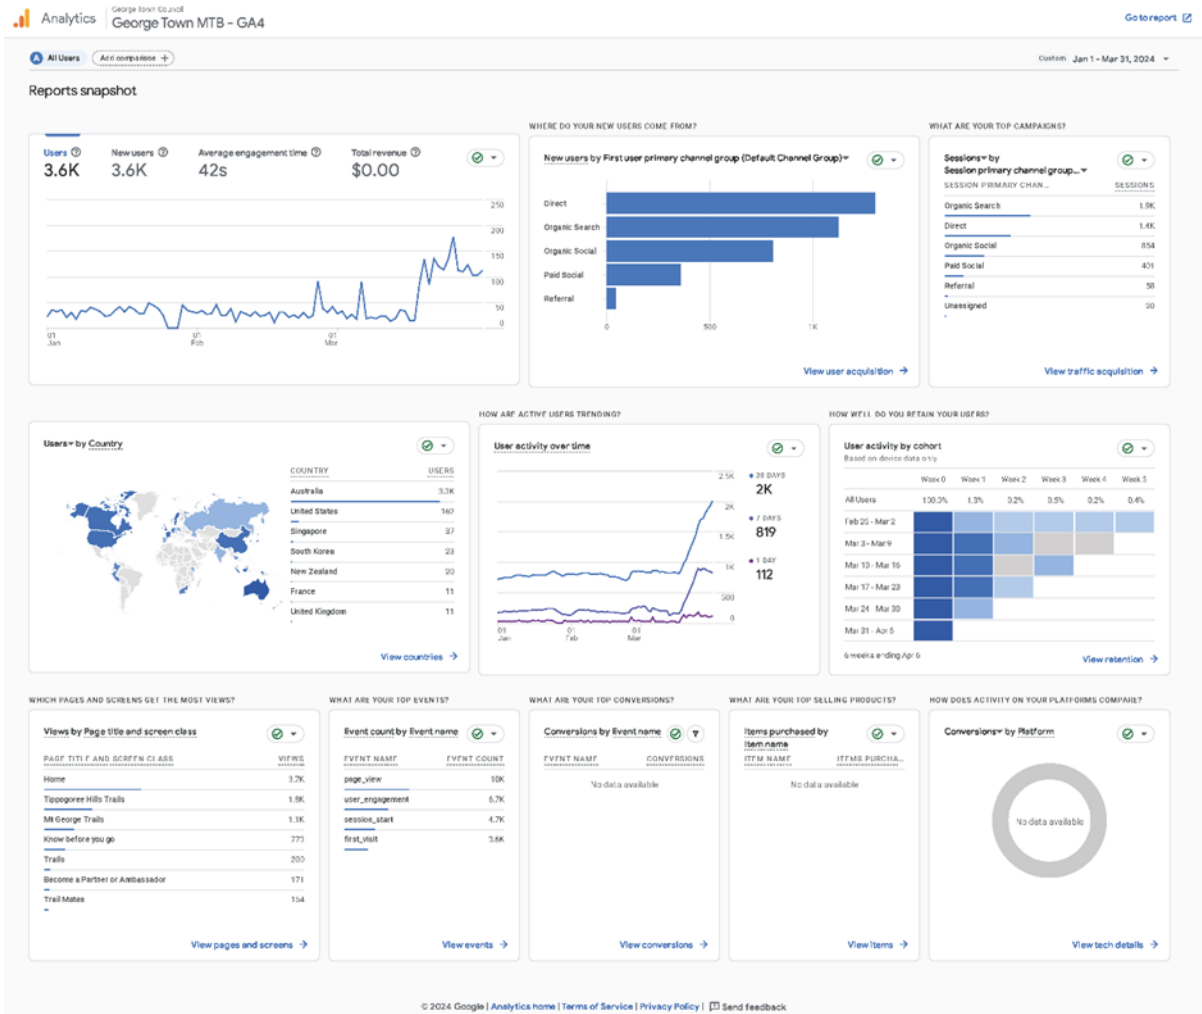 George Town Council
Analytics
George Town MTB - GA4
Go to report
A All Users
Add comparison +
Custom Jan 1 - Mar 31, 2024
Reports snapshot
Users
3.6K
New users
3.6K
Average engagement time
42s
Total revenue
$0.00
250
200
150
100
50
0
01 Jan
01 Feb
01 Mar
WHERE DO YOUR NEW USERS COME FROM?
New users by First user primary channel group (Default Channel Group)
Direct
Organic Search
Organic Social
Paid Social
Referral
0 500 1K
View user acquisition →
WHAT ARE YOUR TOP CAMPAIGNS?
Sessions by
Session primary channel group...
SESSION PRIMARY CHAN... SESSIONS
Organic Search 1.9K
Direct 1.4K
Organic Social 854
Paid Social 401
Referral 58
Unassigned 20
View traffic acquisition →
Users by Country
COUNTRY USERS
Australia 3.3K
United States 162
Singapore 37
South Korea 23
New Zealand 20
France 11
United Kingdom 11
View countries →
HOW ARE ACTIVE USERS TRENDING?
User activity over time
2.5K
2K
1.5K
1K
500
0
01 Jan
01 Feb
01 Mar
30 DAYS
2K
7 DAYS
819
1 DAY
112
HOW WELL DO YOU RETAIN YOUR USERS?
User activity by cohort
Based on device data only
Week 0 Week 1 Week 2 Week 3 Week 4 Week 5
All Users 100.0% 1.3% 0.2% 0.5% 0.2% 0.4%
Feb 25 - Mar 2
Mar 3 - Mar 9
Mar 10 - Mar 16
Mar 17 - Mar 23
Mar 24 - Mar 30
Mar 31 - Apr 6
6 weeks ending Apr 6
View retention →
WHICH PAGES AND SCREENS GET THE MOST VIEWS?
Views by Page title and screen class
PAGE TITLE AND SCREEN CLASS VIEWS
Home 3.7K
Tippogoree Hills Trails 1.8K
Mt George Trails 1.1K
Know before you go 773
Trails 200
Become a Partner or Ambassador 171
Trail Mates 154
View pages and screens →
WHAT ARE YOUR TOP EVENTS?
Event count by Event name
EVENT NAME EVENT COUNT
page_view 10K
user_engagement 6.7K
session_start 4.7K
first_visit 3.6K
View events →
WHAT ARE YOUR TOP CONVERSIONS?
Conversions by Event name
EVENT NAME CONVERSIONS
No data available
View conversions →
WHAT ARE YOUR TOP SELLING PRODUCTS?
Items purchased by
Item name
ITEM NAME ITEMS PURCHA...
No data available
View items →
HOW DOES ACTIVITY ON YOUR PLATFORMS COMPARE?
Conversions by Platform
No data available
View tech details →
© 2024 Google | Analytics home | Terms of Service | Privacy Policy | Send feedback